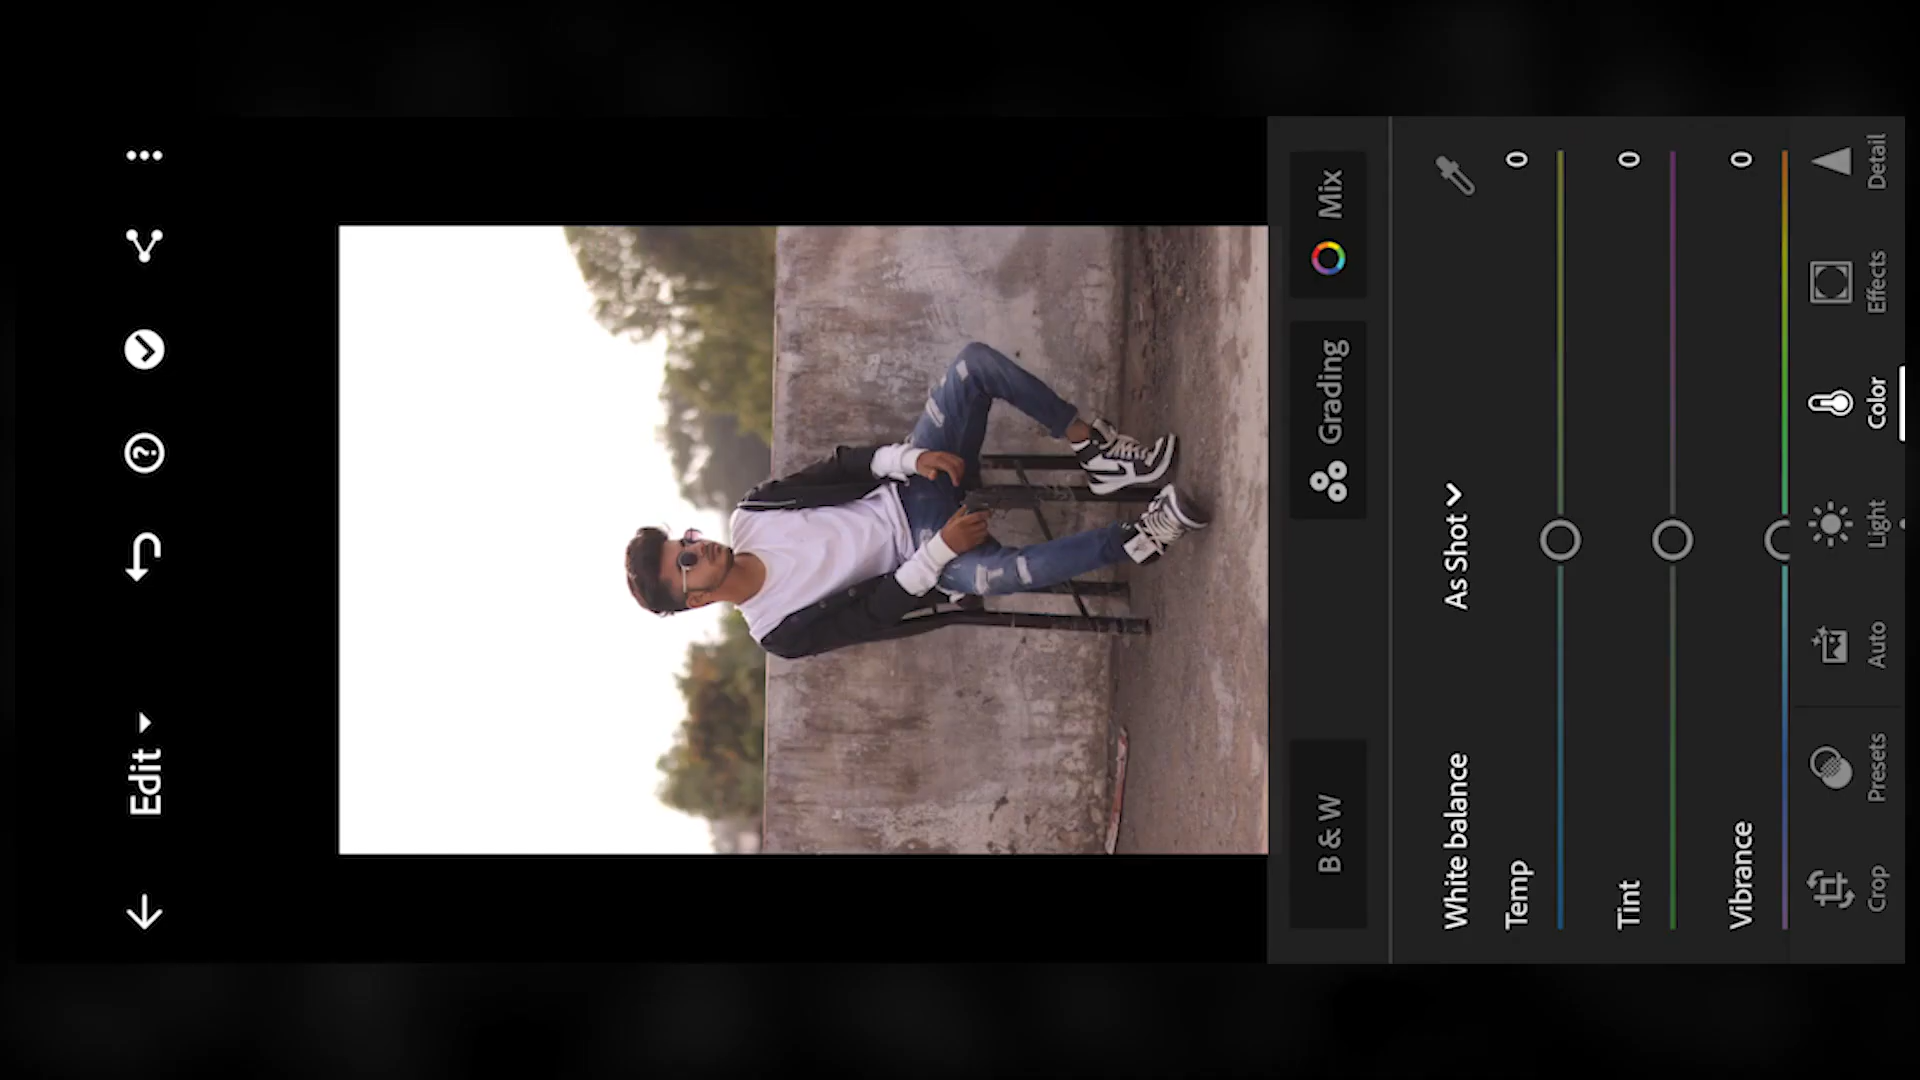 Edit
B & W
Grading
Mix
White balance
As Shot
Temp
0
Tint
0
Vibrance
0
Crop
Presets
Auto
Light
Color
Effects
Detail